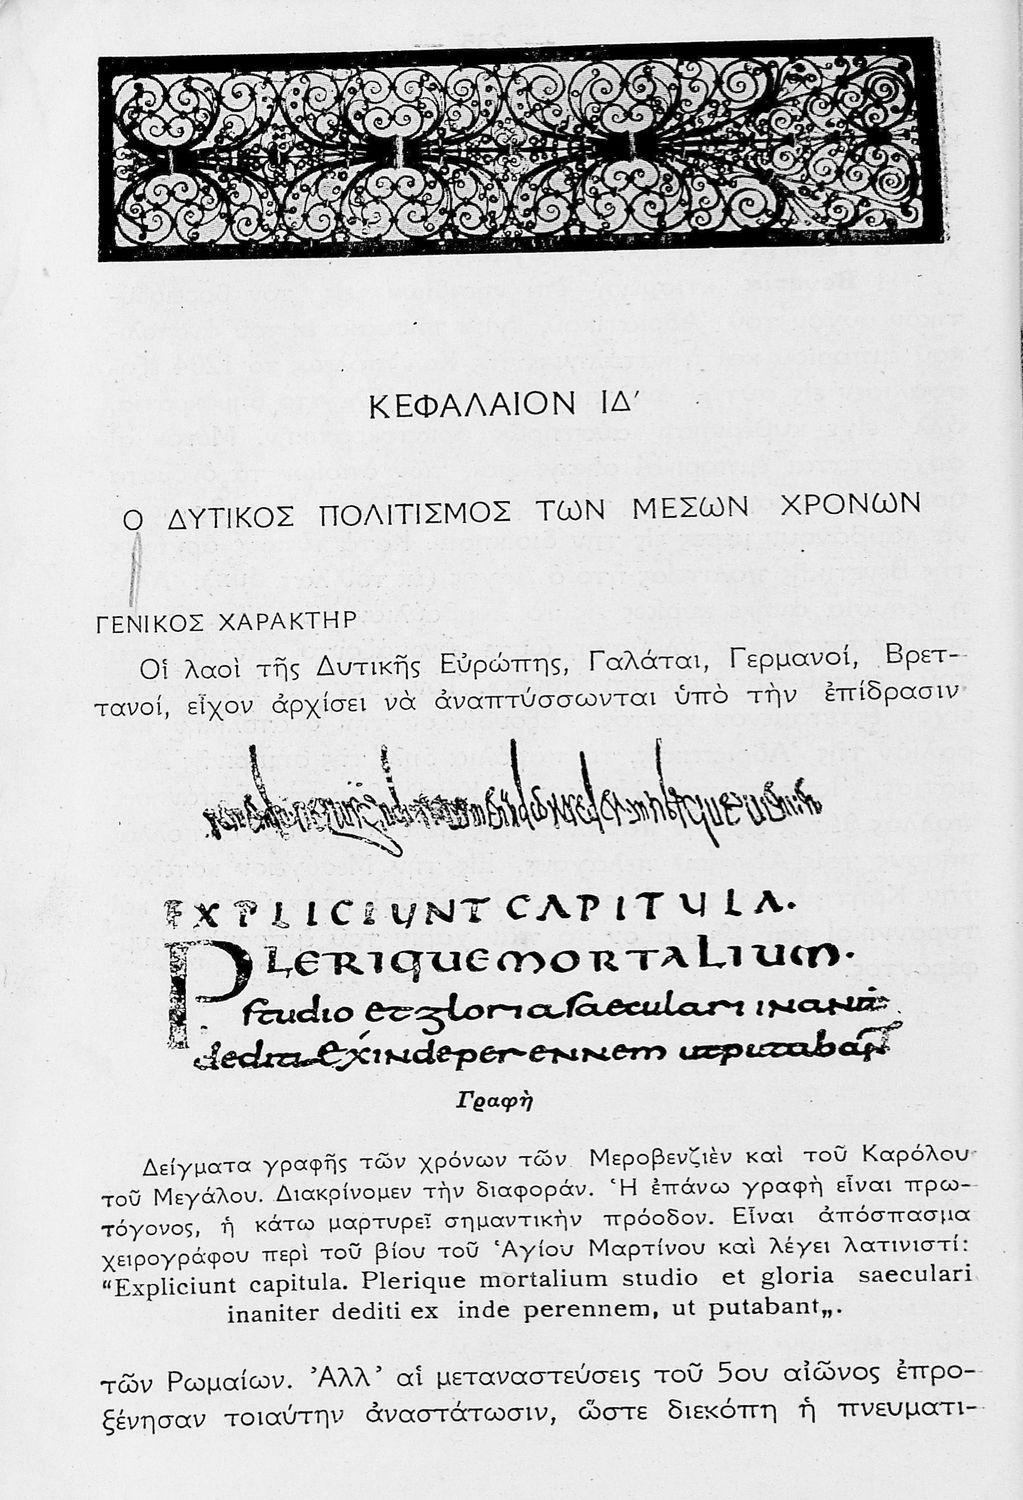 ΚΕΦΑΛΑΙΟΝ ΙΔ′
Ο ΔΥΤΙΚΟΣ ΠΟΛΙΤΙΣΜΟΣ ΤΩΝ ΜΕΣΩΝ ΧΡΟΝΩΝ
ΓΕΝΙΚΟΣ ΧΑΡΑΚΤΗΡ
Οἱ λαοὶ τῆς Δυτικῆς Εὐρώπης, Γαλάται, Γερμανοί, Βρετ-
τανοί, εἶχον ἀρχίσει νὰ ἀναπτύσσωνται ὑπὸ τὴν ἐπίδρασιν
EXPLICIUNT CAPITULA.
PLERIQUE MORTALIUM.
studio et gloria saeculari inani
dediti ex inde perennem ut putabant
Γραφὴ
Δείγματα γραφῆς τῶν χρόνων τῶν Μεροβενζιὲν καὶ τοῦ Καρόλου
τοῦ Μεγάλου. Διακρίνομεν τὴν διαφοράν. Ἡ ἐπάνω γραφὴ εἶναι πρω-
τόγονος, ἡ κάτω μαρτυρεῖ σημαντικὴν πρόοδον. Εἶναι ἀπόσπασμα
χειρογράφου περὶ τοῦ βίου τοῦ Ἁγίου Μαρτίνου καὶ λέγει λατινιστί:
“Expliciunt capitula. Plerique mortalium studio et gloria saeculari
inaniter dediti ex inde perennem, ut putabant„.
τῶν Ρωμαίων. Ἀλλ᾿ αἱ μεταναστεύσεις τοῦ 5ου αἰῶνος ἐπρο-
ξένησαν τοιαύτην ἀναστάτωσιν, ὥστε διεκόπη ἡ πνευματι-